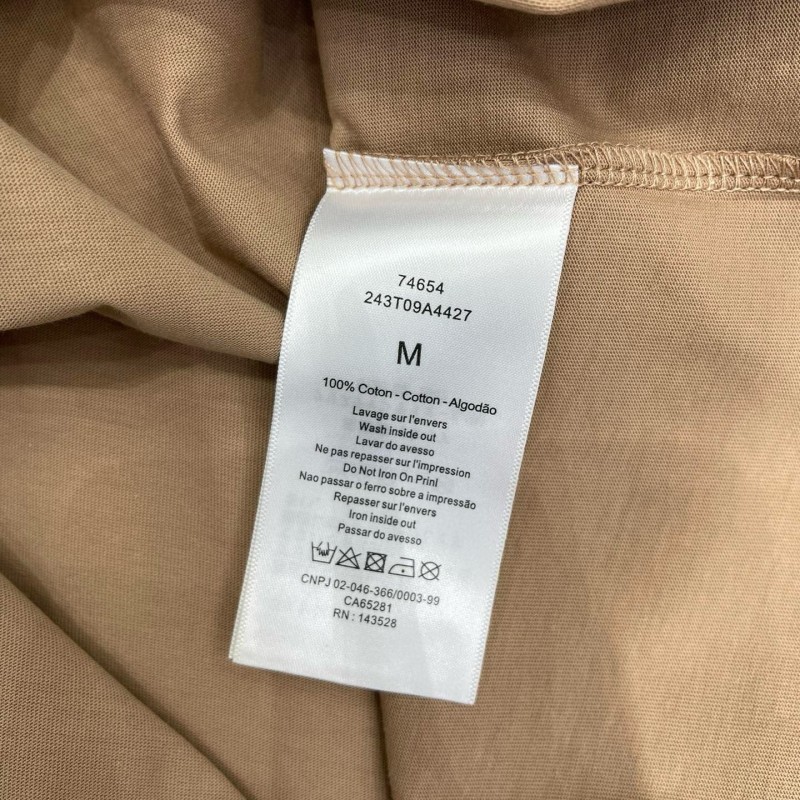 74654
243T09A4427
M
100% Coton - Cotton - Algodão
Lavage sur l'envers
Wash inside out
Lavar do avesso
Ne pas repasser sur l'impression
Do Not Iron On Prinl
Nao passar o ferro sobre a impressão
Repasser sur l'envers
Iron inside out
Passar do avesso
CNPJ 02-046-366/0003-99
CA65281
RN : 143528